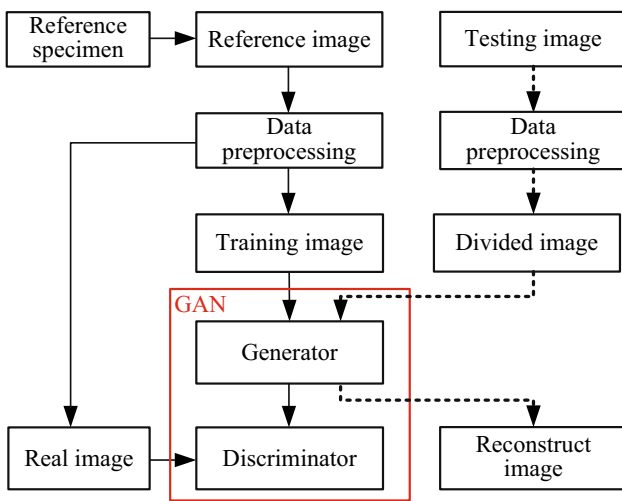 Reference
specimen
Reference image
Testing image
Data
preprocessing
Data
preprocessing
Training image
Divided image
GAN
Generator
Real image
Discriminator
Reconstruct
image